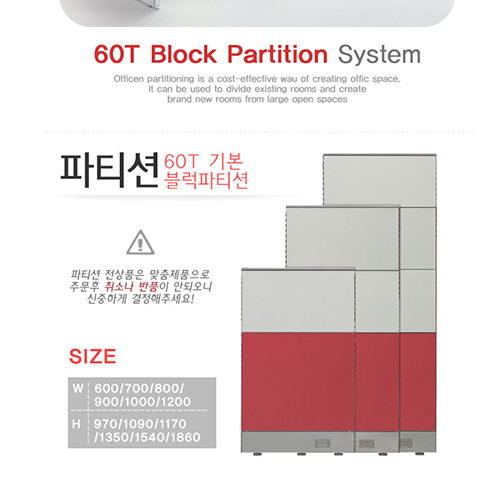 60T Block Partition System
Officen partitioning is a cost-effective wau of creating offic space.
It can be used to divide existing rooms and create
brand new rooms from large open spaces
파티션 60T 기본
블럭파티션
파티션 전상품은 맞춤제품으로
주문후 취소나 반품이 안되오니
신중하게 결정해주세요!
SIZE
W 600/700/800/
900/1000/1200
H 970/1090/1170
/1350/1540/1860